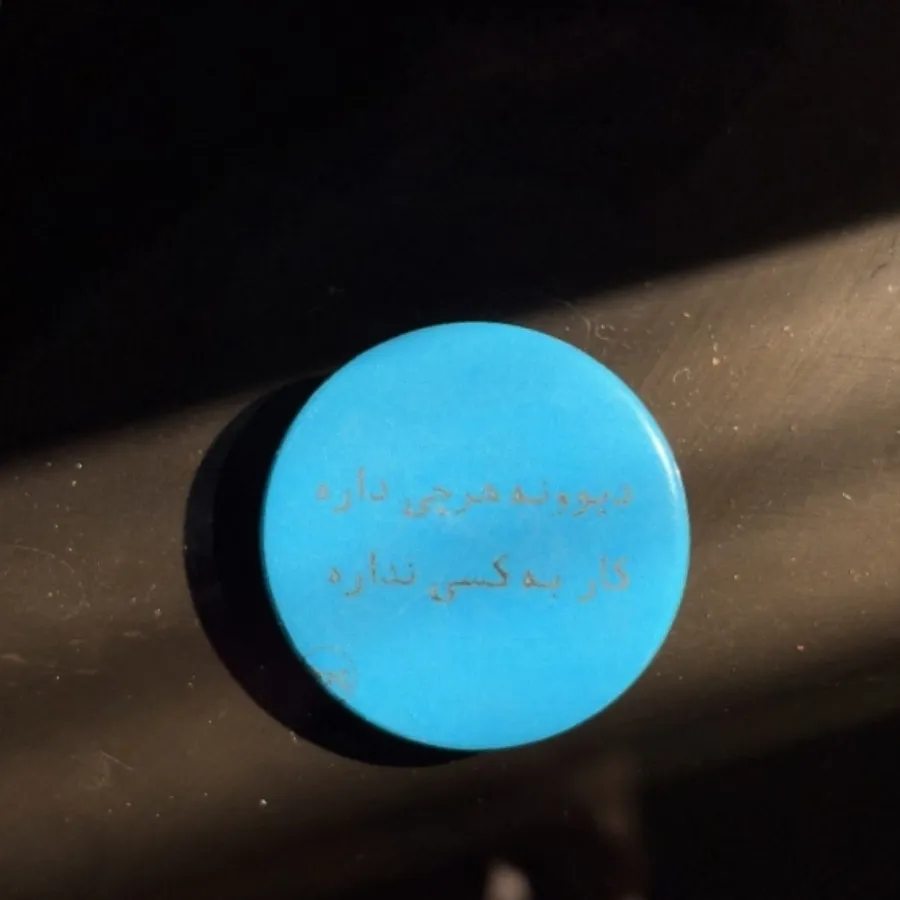 دیوونه هرچی داره
کار به کسی نداره